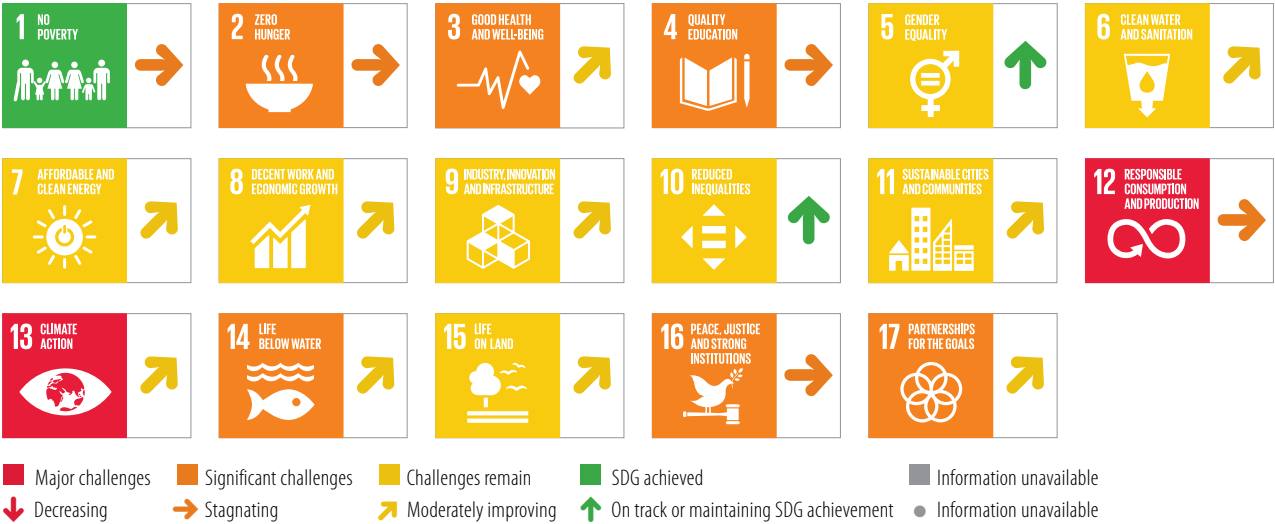 1 NO POVERTY
2 ZERO HUNGER
3 GOOD HEALTH AND WELL-BEING
4 QUALITY EDUCATION
5 GENDER EQUALITY
6 CLEAN WATER AND SANITATION
7 AFFORDABLE AND CLEAN ENERGY
8 DECENT WORK AND ECONOMIC GROWTH
9 INDUSTRY, INNOVATION AND INFRASTRUCTURE
10 REDUCED INEQUALITIES
11 SUSTAINABLE CITIES AND COMMUNITIES
12 RESPONSIBLE CONSUMPTION AND PRODUCTION
13 CLIMATE ACTION
14 LIFE BELOW WATER
15 LIFE ON LAND
16 PEACE, JUSTICE AND STRONG INSTITUTIONS
17 PARTNERSHIPS FOR THE GOALS
Major challenges Significant challenges Challenges remain SDG achieved Information unavailable
Decreasing Stagnating Moderately improving On track or maintaining SDG achievement Information unavailable